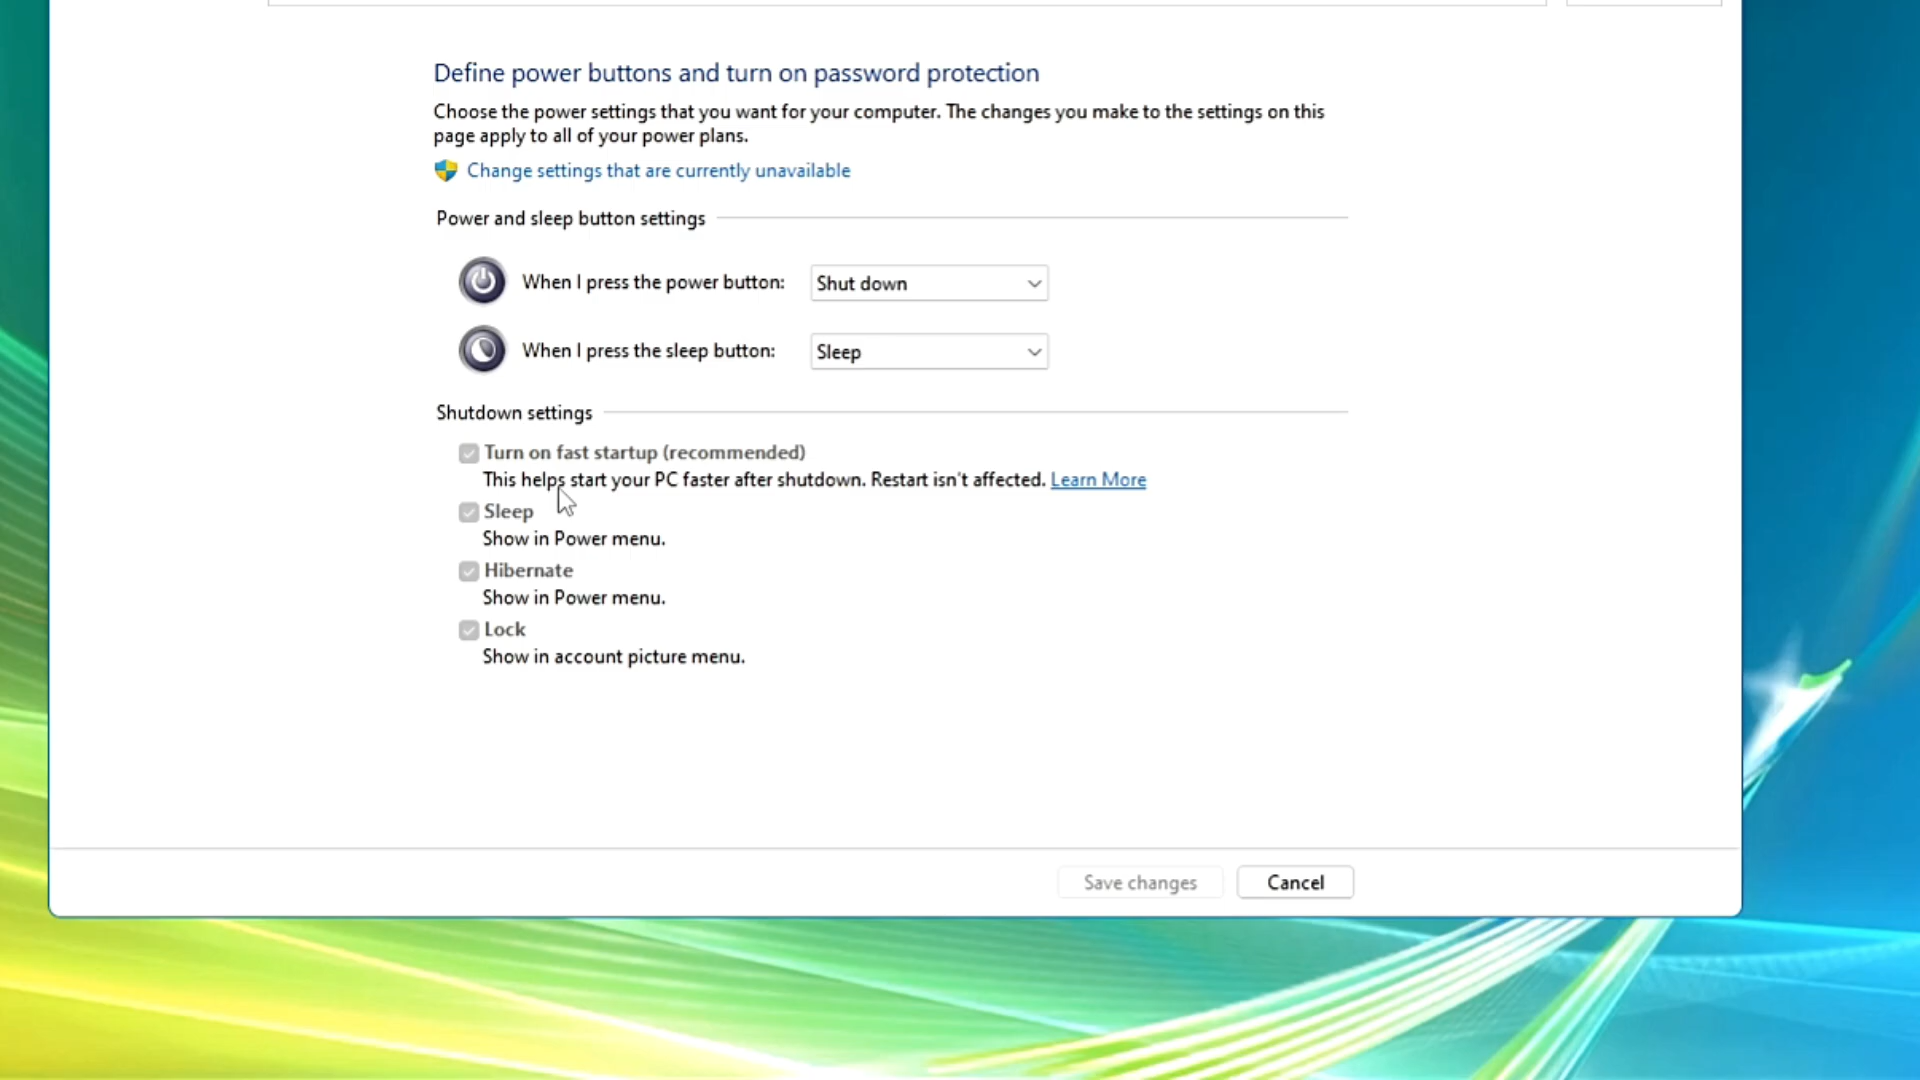 Define power buttons and turn on password protection
Choose the power settings that you want for your computer. The changes you make to the settings on this
page apply to all of your power plans.
Change settings that are currently unavailable
Power and sleep button settings
When I press the power button: Shut down
When I press the sleep button: Sleep
Shutdown settings
Turn on fast startup (recommended)
This helps start your PC faster after shutdown. Restart isn't affected. Learn More
Sleep
Show in Power menu.
Hibernate
Show in Power menu.
Lock
Show in account picture menu.
Save changes Cancel